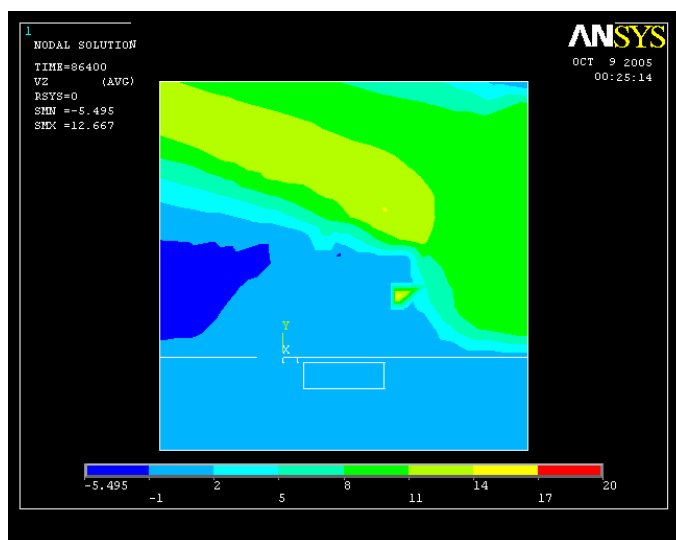 1
NODAL SOLUTION
TIME=86400
VZ (AVG)
RSYS=0
SMN =-5.495
SMX =12.667
ANSYS
OCT 9 2005
00:25:14
Y
X
-5.495 2 8 14 20
-1 5 11 17